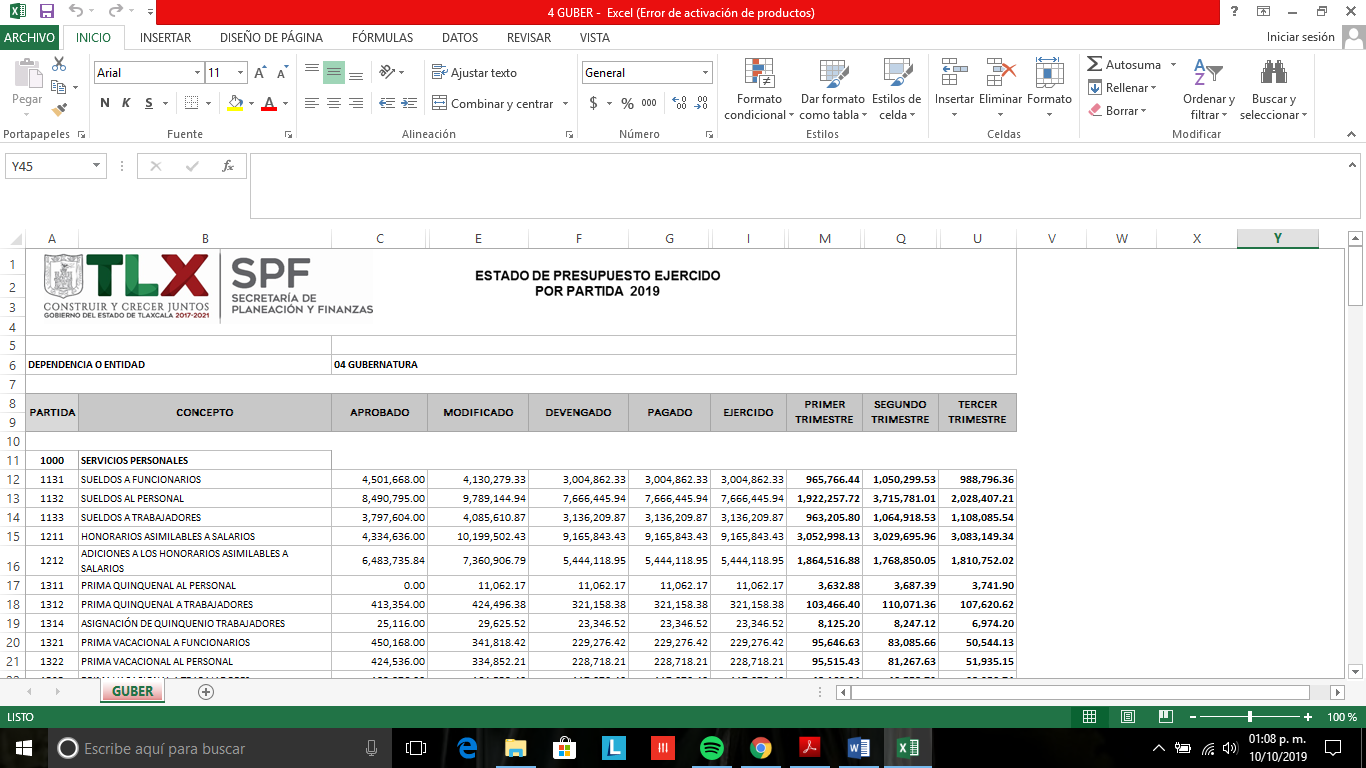 4 GUBER -  Excel (Error de activación de productos)
ARCHIVO INICIO INSERTAR DISEÑO DE PÁGINA FÓRMULAS DATOS REVISAR VISTA Iniciar sesión
Pegar
Arial 11
Ajustar texto
General
Autosuma
Rellenar
Borrar
N K S
Combinar y centrar
$ % 000
Formato condicional
Dar formato como tabla
Estilos de celda
Insertar Eliminar Formato
Ordenar y filtrar
Buscar y seleccionar
Portapapeles Fuente Alineación Número Estilos Celdas Modificar
Y45 fx
A B C E F G I M Q U V W X Y
1
2
3
4
TLX
CONSTRUIR Y CRECER JUNTOS
GOBIERNO DEL ESTADO DE TLAXCALA 2017-2021
SPF
SECRETARÍA DE
PLANEACIÓN Y FINANZAS
ESTADO DE PRESUPUESTO EJERCIDO
POR PARTIDA  2019
5
6 DEPENDENCIA O ENTIDAD 04 GUBERNATURA
7
8
9
PARTIDA CONCEPTO APROBADO MODIFICADO DEVENGADO PAGADO EJERCIDO PRIMER TRIMESTRE SEGUNDO TRIMESTRE TERCER TRIMESTRE
10
11 1000 SERVICIOS PERSONALES
12 1131 SUELDOS A FUNCIONARIOS 4,501,668.00 4,130,279.33 3,004,862.33 3,004,862.33 3,004,862.33 965,766.44 1,050,299.53 988,796.36
13 1132 SUELDOS AL PERSONAL 8,490,795.00 9,789,144.94 7,666,445.94 7,666,445.94 7,666,445.94 1,922,257.72 3,715,781.01 2,028,407.21
14 1133 SUELDOS A TRABAJADORES 3,797,604.00 4,085,610.87 3,136,209.87 3,136,209.87 3,136,209.87 963,205.80 1,064,918.53 1,108,085.54
15 1211 HONORARIOS ASIMILABLES A SALARIOS 4,334,636.00 10,199,502.43 9,165,843.43 9,165,843.43 9,165,843.43 3,052,998.13 3,029,695.96 3,083,149.34
16 1212 ADICIONES A LOS HONORARIOS ASIMILABLES A SALARIOS 6,483,735.84 7,360,906.79 5,444,118.95 5,444,118.95 5,444,118.95 1,864,516.88 1,768,850.05 1,810,752.02
17 1311 PRIMA QUINQUENAL AL PERSONAL 0.00 11,062.17 11,062.17 11,062.17 11,062.17 3,632.88 3,687.39 3,741.90
18 1312 PRIMA QUINQUENAL A TRABAJADORES 413,354.00 424,496.38 321,158.38 321,158.38 321,158.38 103,466.40 110,071.36 107,620.62
19 1314 ASIGNACIÓN DE QUINQUENIO TRABAJADORES 25,116.00 29,625.52 23,346.52 23,346.52 23,346.52 8,125.20 8,247.12 6,974.20
20 1321 PRIMA VACACIONAL A FUNCIONARIOS 450,168.00 341,818.42 229,276.42 229,276.42 229,276.42 95,646.63 83,085.66 50,544.13
21 1322 PRIMA VACACIONAL AL PERSONAL 424,536.00 334,852.21 228,718.21 228,718.21 228,718.21 95,515.43 81,267.63 51,935.15
GUBER
LISTO 100 %
Escribe aquí para buscar
01:08 p. m.
10/10/2019